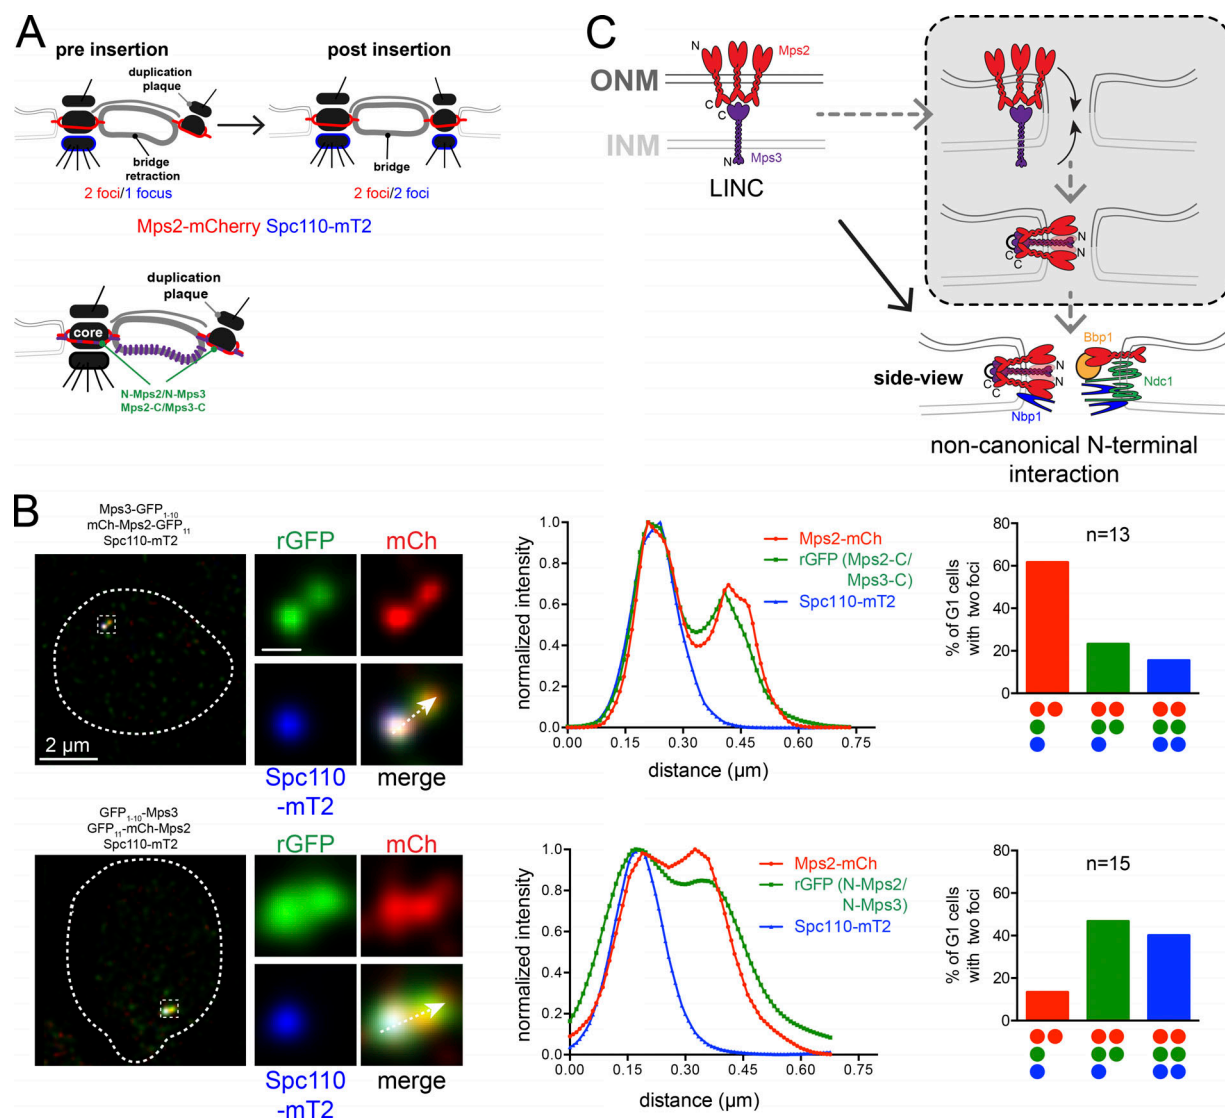 A
pre insertion
post insertion
duplication
plaque
bridge
retraction
bridge
2 foci/1 focus
2 foci/2 foci
Mps2-mCherry Spc110-mT2
duplication
plaque
core
N-Mps2/N-Mps3
Mps2-C/Mps3-C
C
N
Mps2
ONM
C
INM
N
Mps3
LINC
N
N
C
C
side-view
Bbp1
N
N
C
C
Ndc1
Nbp1
non-canonical N-terminal
interaction
B
Mps3-GFP1-10
mCh-Mps2-GFP11
Spc110-mT2
2 µm
rGFP
mCh
Spc110
-mT2
merge
normalized intensity
1.0
0.8
0.6
0.4
0.2
0.0
0.00 0.15 0.30 0.45 0.60 0.75
distance (µm)
Mps2-mCh
rGFP (Mps2-C/
Mps3-C)
Spc110-mT2
% of G1 cells
with two foci
80
60
40
20
0
n=13
GFP1-10-Mps3
GFP11-mCh-Mps2
Spc110-mT2
rGFP
mCh
Spc110
-mT2
merge
normalized intensity
1.0
0.8
0.6
0.4
0.2
0.0
0.00 0.15 0.30 0.45 0.60 0.75
distance (µm)
Mps2-mCh
rGFP (N-Mps2/
N-Mps3)
Spc110-mT2
% of G1 cells
with two foci
80
60
40
20
0
n=15